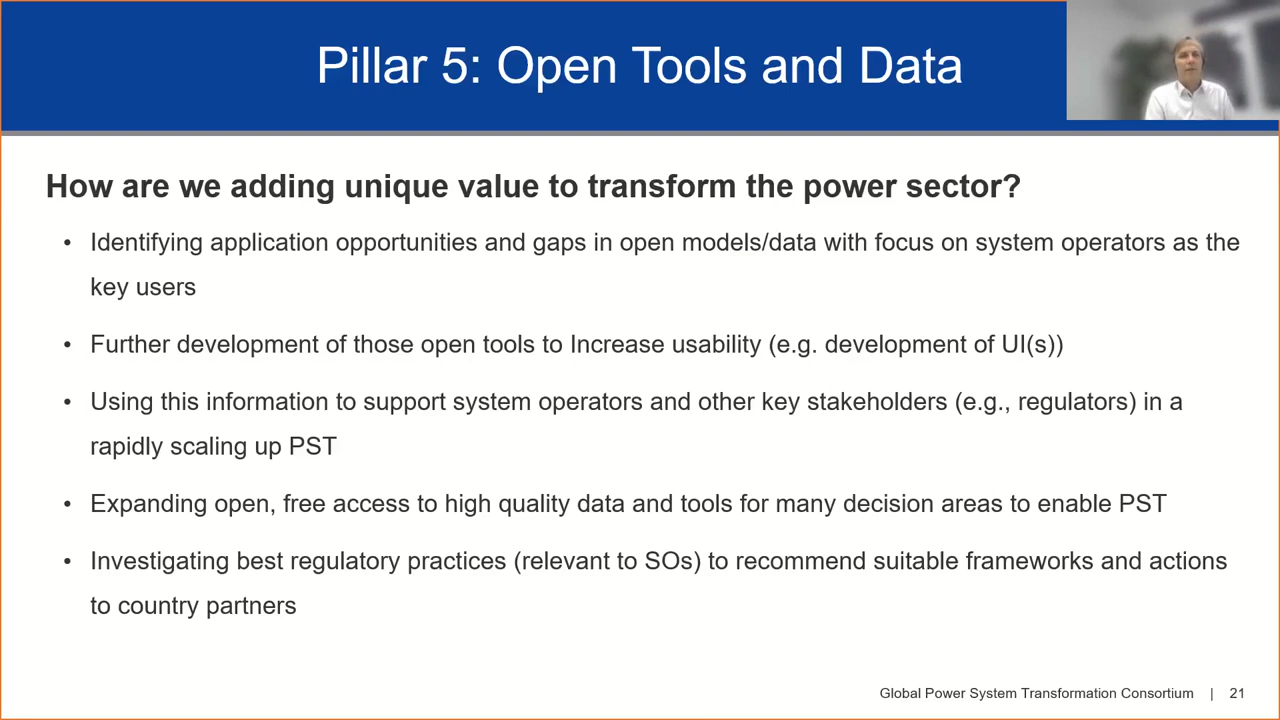 Pillar 5: Open Tools and Data
How are we adding unique value to transform the power sector?
• Identifying application opportunities and gaps in open models/data with focus on system operators as the
key users
• Further development of those open tools to Increase usability (e.g. development of UI(s))
• Using this information to support system operators and other key stakeholders (e.g., regulators) in a
rapidly scaling up PST
• Expanding open, free access to high quality data and tools for many decision areas to enable PST
• Investigating best regulatory practices (relevant to SOs) to recommend suitable frameworks and actions
to country partners
Global Power System Transformation Consortium | 21